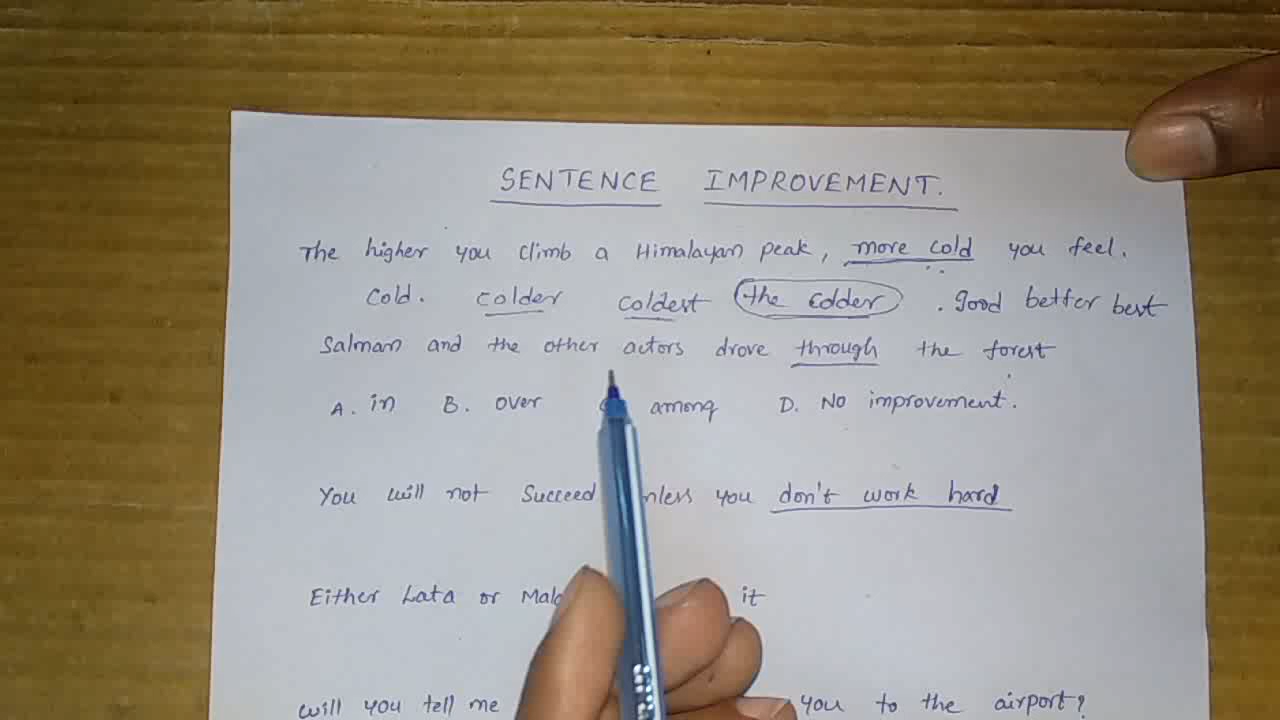 SENTENCE IMPROVEMENT.
The higher you climb a Himalayan peak, more cold you feel.
Cold. colder coldest the colder . Good better best
Salman and the other actors drove through the forest
A. in B. over among D. No improvement.
You will not Succeed you don't work hard
Either Lata or it
will you tell me you to the airport?